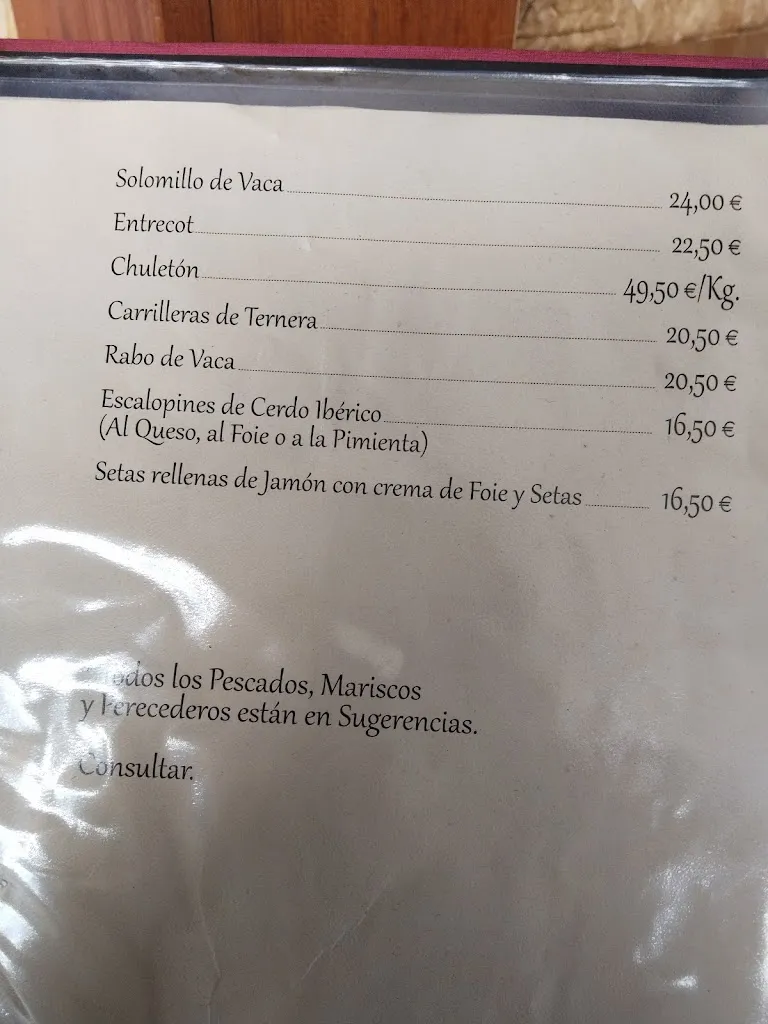 Solomillo de Vaca 24,00 €
Entrecot 22,50 €
Chuletón 49,50 €/Kg.
Carrilleras de Ternera 20,50 €
Rabo de Vaca 20,50 €
Escalopines de Cerdo Ibérico 16,50 €
(Al Queso, al Foie o a la Pimienta)
Setas rellenas de Jamón con crema de Foie y Setas 16,50 €
Todos los Pescados, Mariscos
y Perecederos están en Sugerencias.
Consultar.